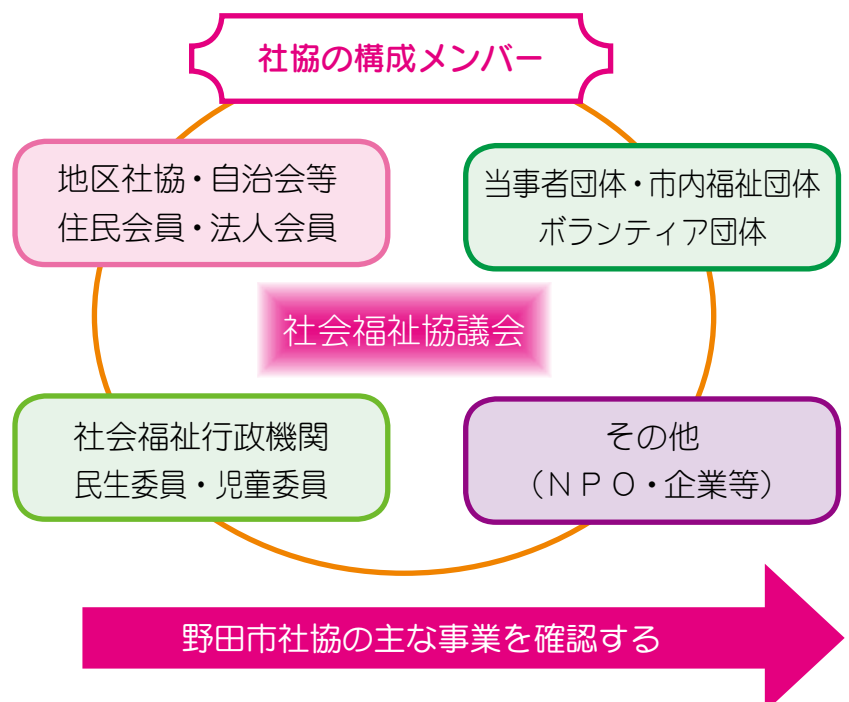 社協の構成メンバー
地区社協・自治会等
住民会員・法人会員
当事者団体・市内福祉団体
ボランティア団体
社会福祉協議会
社会福祉行政機関
民生委員・児童委員
その他
（ＮＰＯ・企業等）
野田市社協の主な事業を確認する